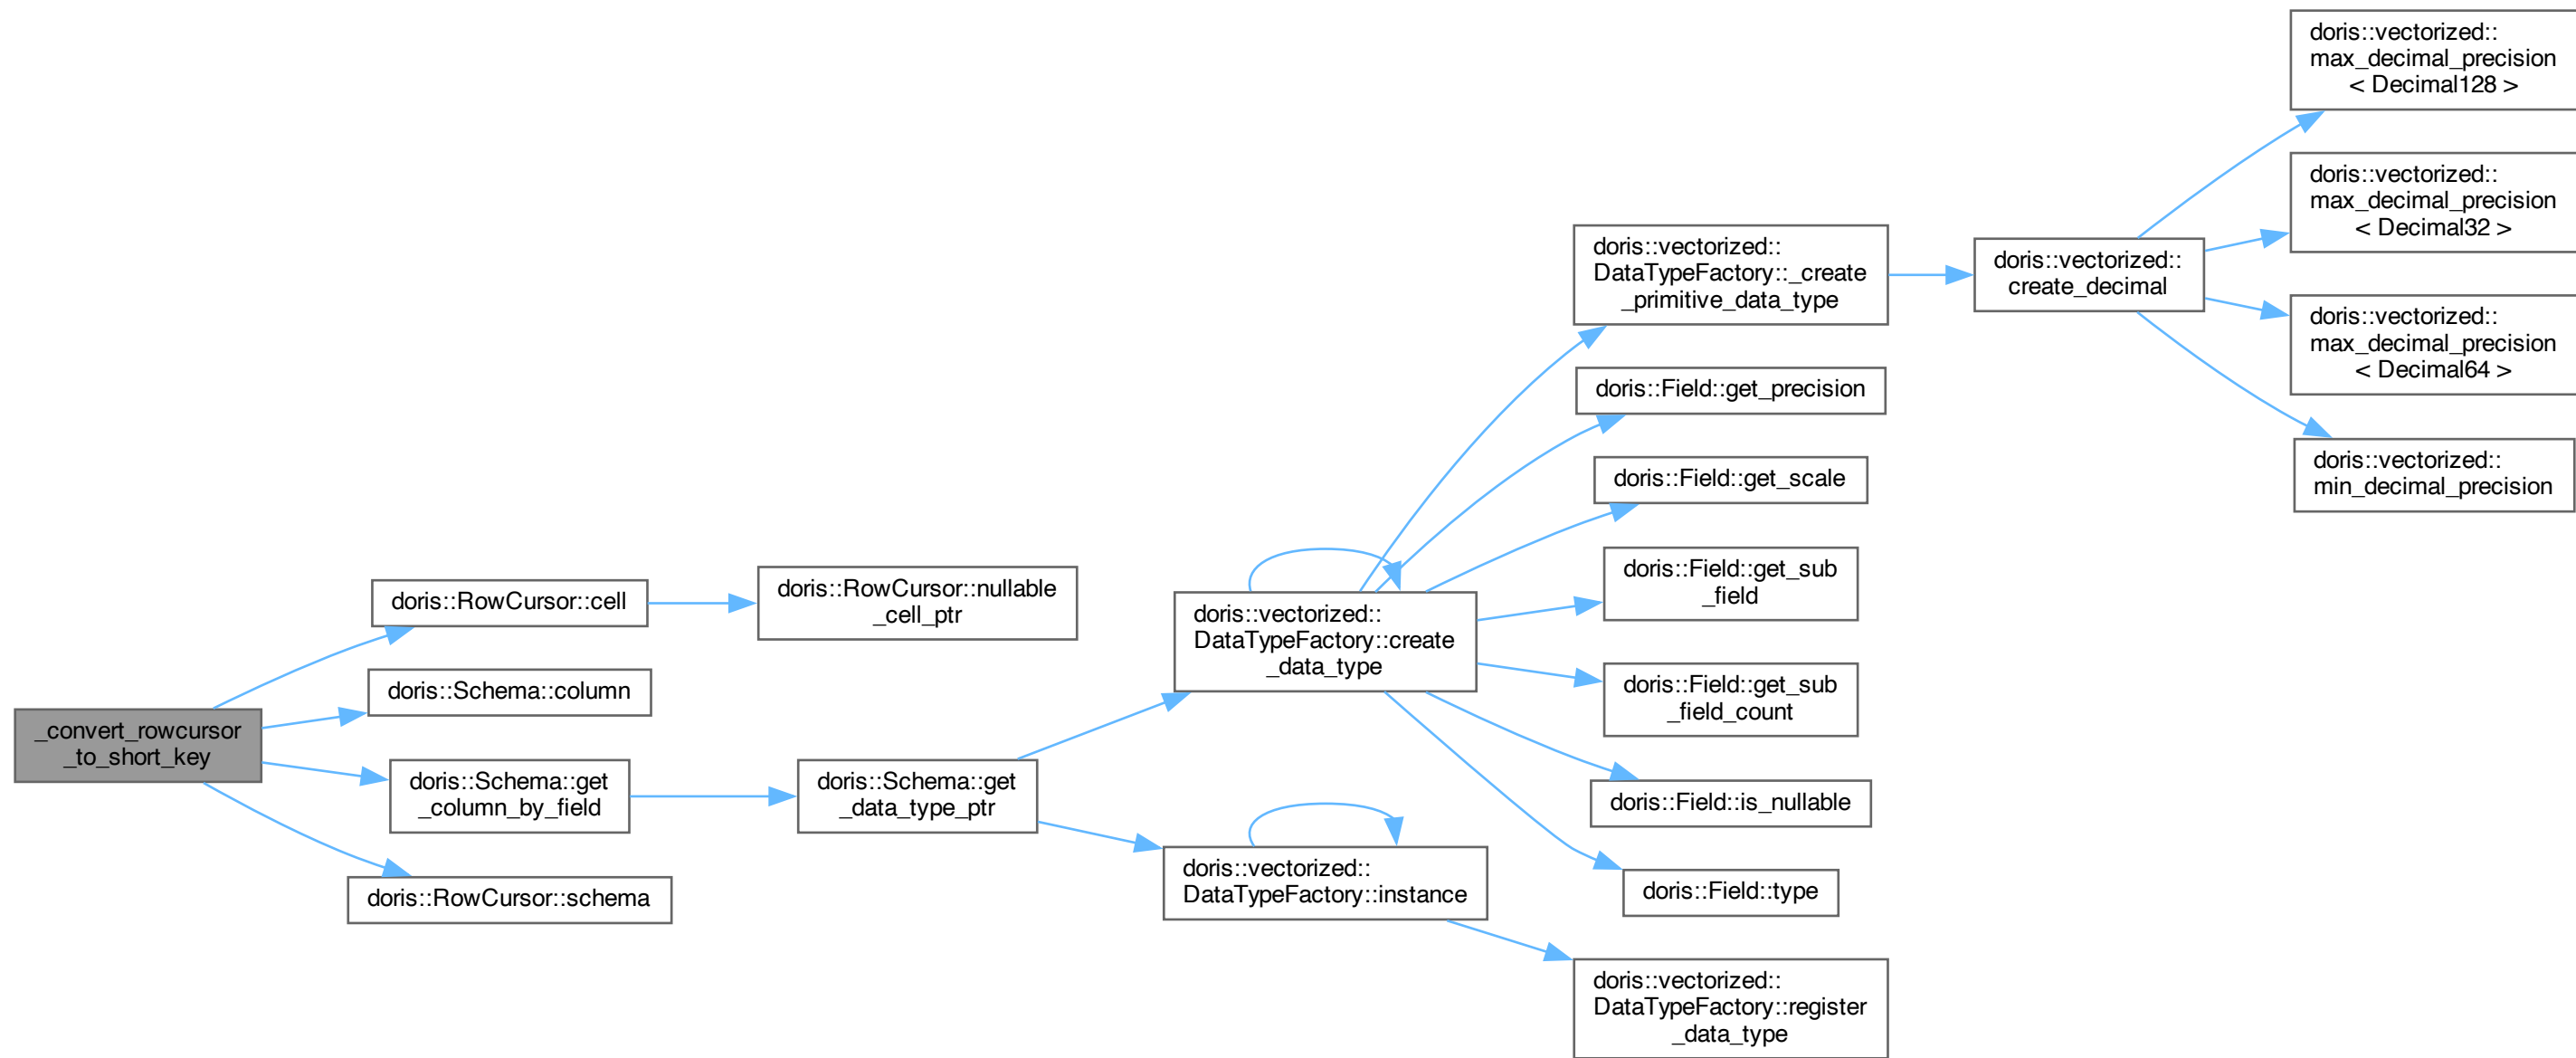 _convert_rowcursor
_to_short_key
doris::RowCursor::cell
doris::Schema::column
doris::Schema::get
_column_by_field
doris::RowCursor::schema
doris::RowCursor::nullable
_cell_ptr
doris::Schema::get
_data_type_ptr
doris::vectorized::
DataTypeFactory::create
_data_type
doris::vectorized::
DataTypeFactory::instance
doris::vectorized::
DataTypeFactory::_create
_primitive_data_type
doris::Field::get_precision
doris::Field::get_scale
doris::Field::get_sub
_field
doris::Field::get_sub
_field_count
doris::Field::is_nullable
doris::Field::type
doris::vectorized::
DataTypeFactory::register
_data_type
doris::vectorized::
create_decimal
doris::vectorized::
max_decimal_precision
< Decimal128 >
doris::vectorized::
max_decimal_precision
< Decimal32 >
doris::vectorized::
max_decimal_precision
< Decimal64 >
doris::vectorized::
min_decimal_precision